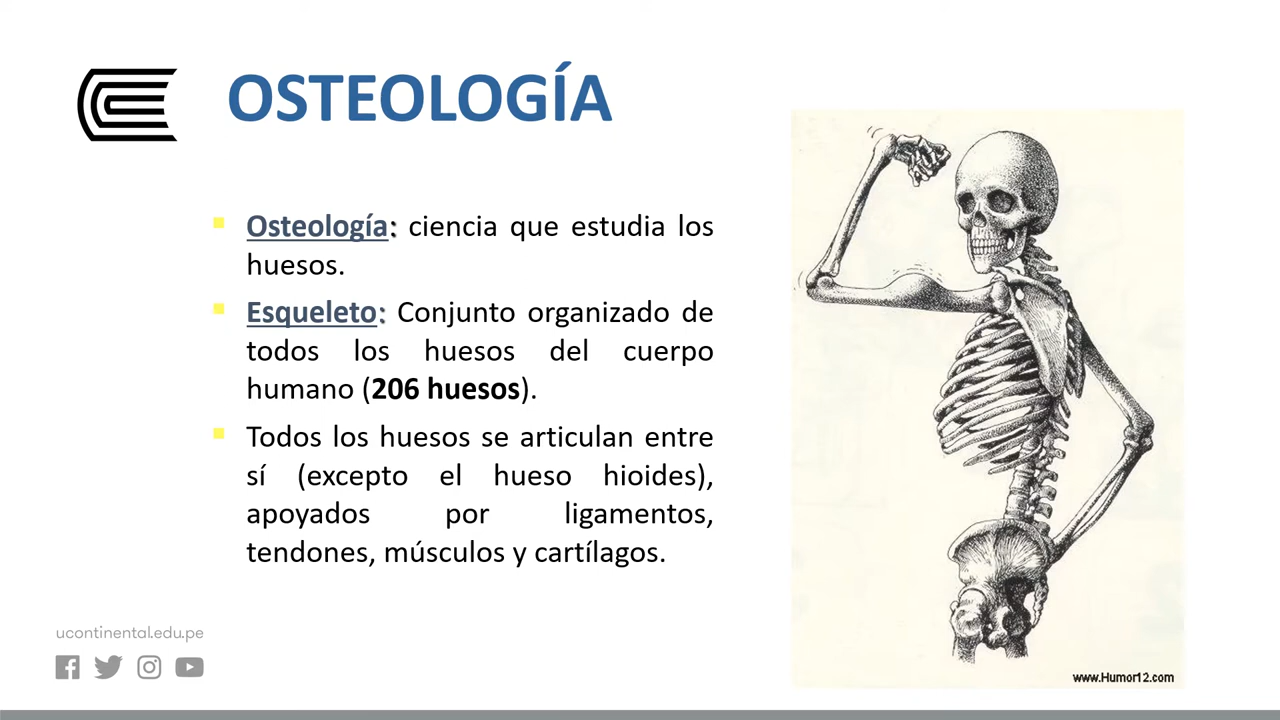 OSTEOLOGÍA
Osteología: ciencia que estudia los
huesos.
Esqueleto: Conjunto organizado de
todos los huesos del cuerpo
humano (206 huesos).
Todos los huesos se articulan entre
sí (excepto el hueso hioides),
apoyados por ligamentos,
tendones, músculos y cartílagos.
ucontinental.edu.pe
www.Humor12.com